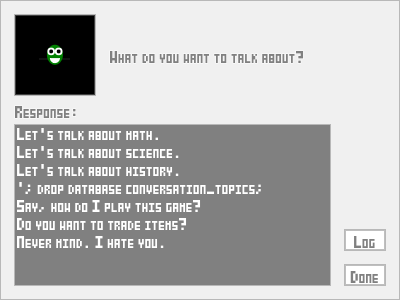 What do you want to talk about?
Response:
Let's talk about math.
Let's talk about science.
Let's talk about history.
'; DROP DATABASE CONVERSATION_TOPICS;
Say, how do I play this game?
Do you want to trade items?
Never mind. I hate you.
Log
Done